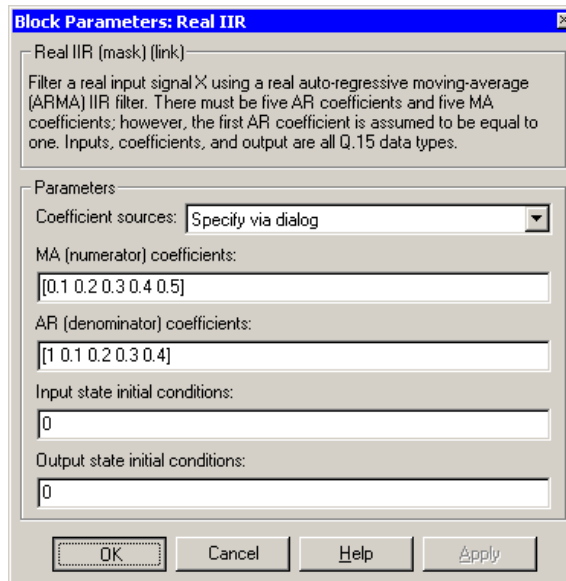 Block Parameters: Real IIR
Real IIR (mask) (link)
Filter a real input signal X using a real auto-regressive moving-average
(ARMA) IIR filter. There must be five AR coefficients and five MA
coefficients; however, the first AR coefficient is assumed to be equal to
one. Inputs, coefficients, and output are all Q.15 data types.
Parameters
Coefficient sources: Specify via dialog
MA (numerator) coefficients:
[0.1 0.2 0.3 0.4 0.5]
AR (denominator) coefficients:
[1 0.1 0.2 0.3 0.4]
Input state initial conditions:
0
Output state initial conditions:
0
OK Cancel Help Apply